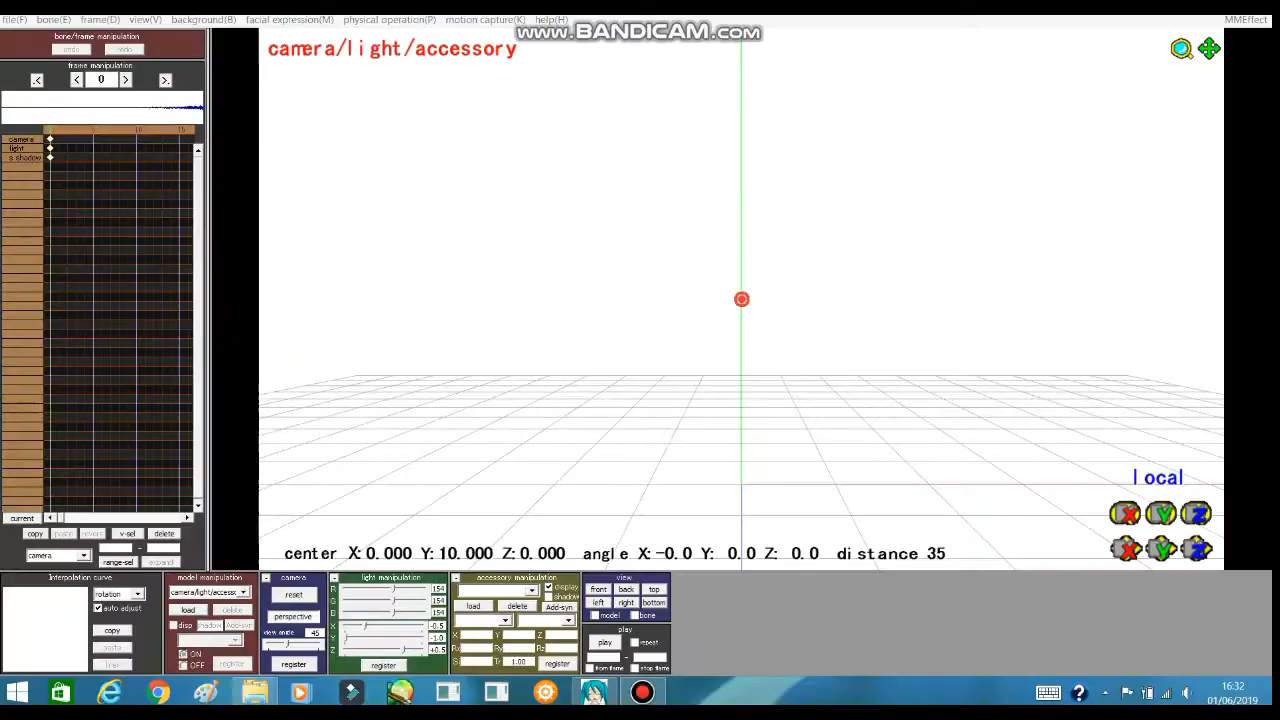 file(F) bone(E) frame(D) view(V) background(B) facial expression(M) physical operation(P) motion capture(K) help(H) MMEffect
www.BANDICAM.com
bone/frame manipulation
undo redo
frame manipulation
.< < 0 > >.
camera/light/accessory
5 10 15
camera
light
s shadow
local
X Y Z
X Y Z
center X:0.000 Y:10.000 Z:0.000 angle X:-0.0 Y: 0.0 Z: 0.0 distance 35
current
copy paste revers v-sel delete
camera -
range-sel expand
Interpolation curve
rotation
auto adjust
copy
paste
liner
model manipulation
camera/light/accesso
load delete
disp shadow Add-syn
ON
OFF register
camera
reset
perspective
view angle 45
register
light manipulation
R 154
G 154
B 154
X -0.5
Y -1.0
Z +0.5
register
accessory manipulation
display
shadow
load delete Add-syn
X Y Z
Rx Ry Rz
S Tr 1.00 register
view
front back top
left right bottom
model bone
play
play repeat
-
from frame stop frame
16:32
01/06/2019